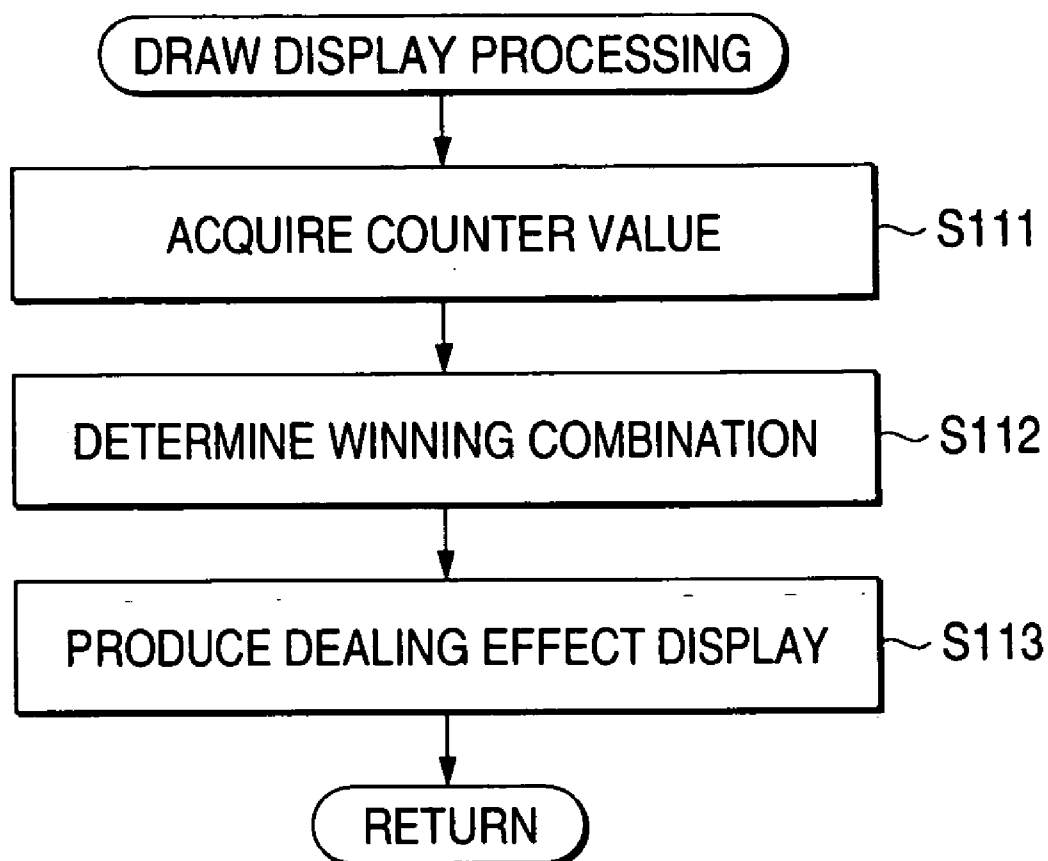 DRAW DISPLAY PROCESSING
ACQUIRE COUNTER VALUE
S111
DETERMINE WINNING COMBINATION
S112
PRODUCE DEALING EFFECT DISPLAY
S113
RETURN